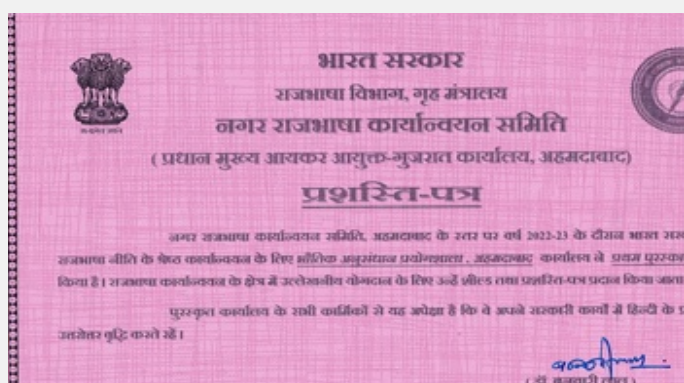 भारत सरकार
राजभाषा विभाग, गृह मंत्रालय
नगर राजभाषा कार्यान्वयन समिति
( प्रधान मुख्य आयकर आयुक्त-गुजरात कार्यालय, अहमदाबाद)
प्रशस्ति-पत्र
नगर राजभाषा कार्यान्वयन समिति, अहमदाबाद के स्तर पर वर्ष 2022-23 के दौरान भारत
राजभाषा नीति के श्रेष्ठ कार्यान्वयन के लिए भौतिक अनुसंधान प्रयोगशाला, अहमदाबाद कार्यालय ने प्रथम
किया है। राजभाषा कार्यान्वयन के क्षेत्र में उल्लेखनीय योगदान के लिए उन्हें शील्ड तथा प्रशस्ति-पत्र प्रदान किया जाता
पुरस्कृत कार्यालय के सभी कार्मिकों से यह अपेक्षा है कि वे अपने सरकारी कार्यों में हिन्दी के
उत्तरोत्तर वृद्धि करते रहें।